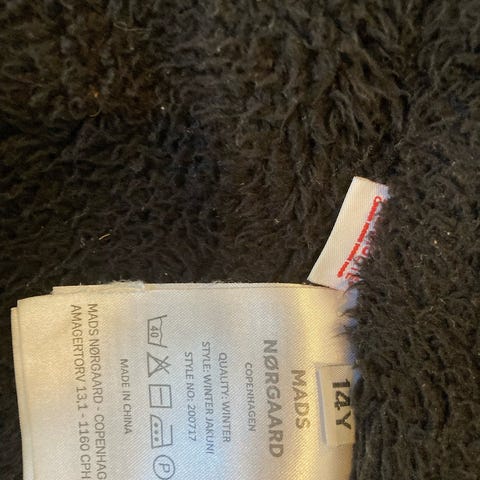 14Y
MADS
NØRGAARD
COPENHAGEN
QUALITY: WINTER
STYLE: WINTER JAKUNI
STYLE NO: 200717
40
P
MADE IN CHINA
MADS NØRGAARD - COPENHAG
AMAGERTORV 13,1 - 1160 CPH